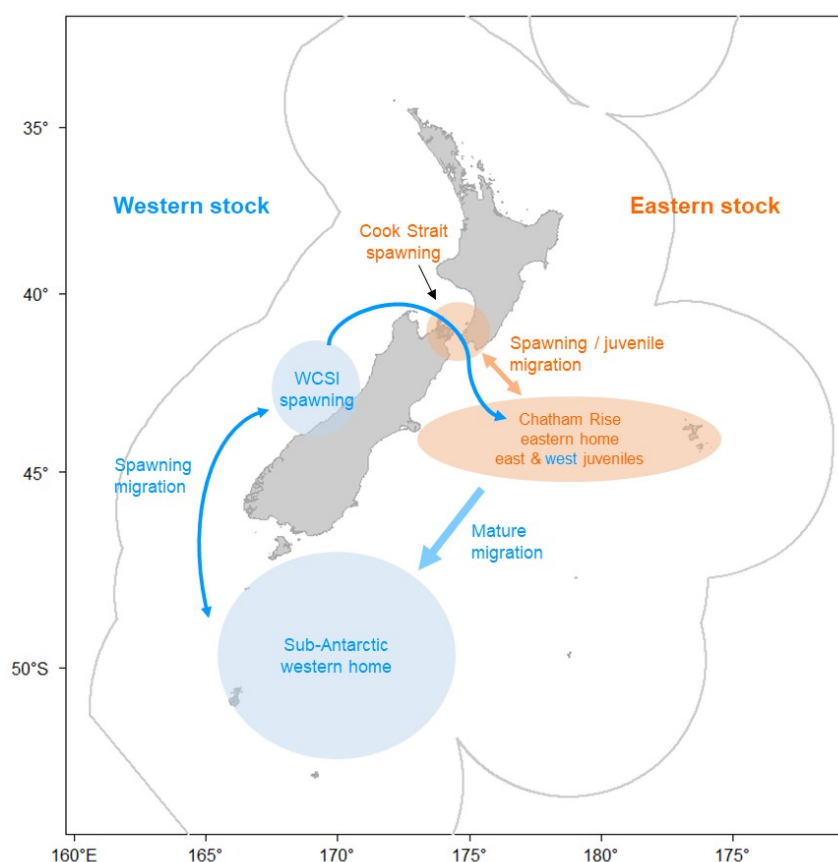 35°
Western stock
Eastern stock
Cook Strait
spawning
40°
Spawning / juvenile
migration
WCSI
spawning
Chatham Rise
eastern home
east & west juveniles
45°
Spawning
migration
Mature
migration
Sub-Antarctic
western home
50°S
160°E
165°
170°
175°
180°
175°